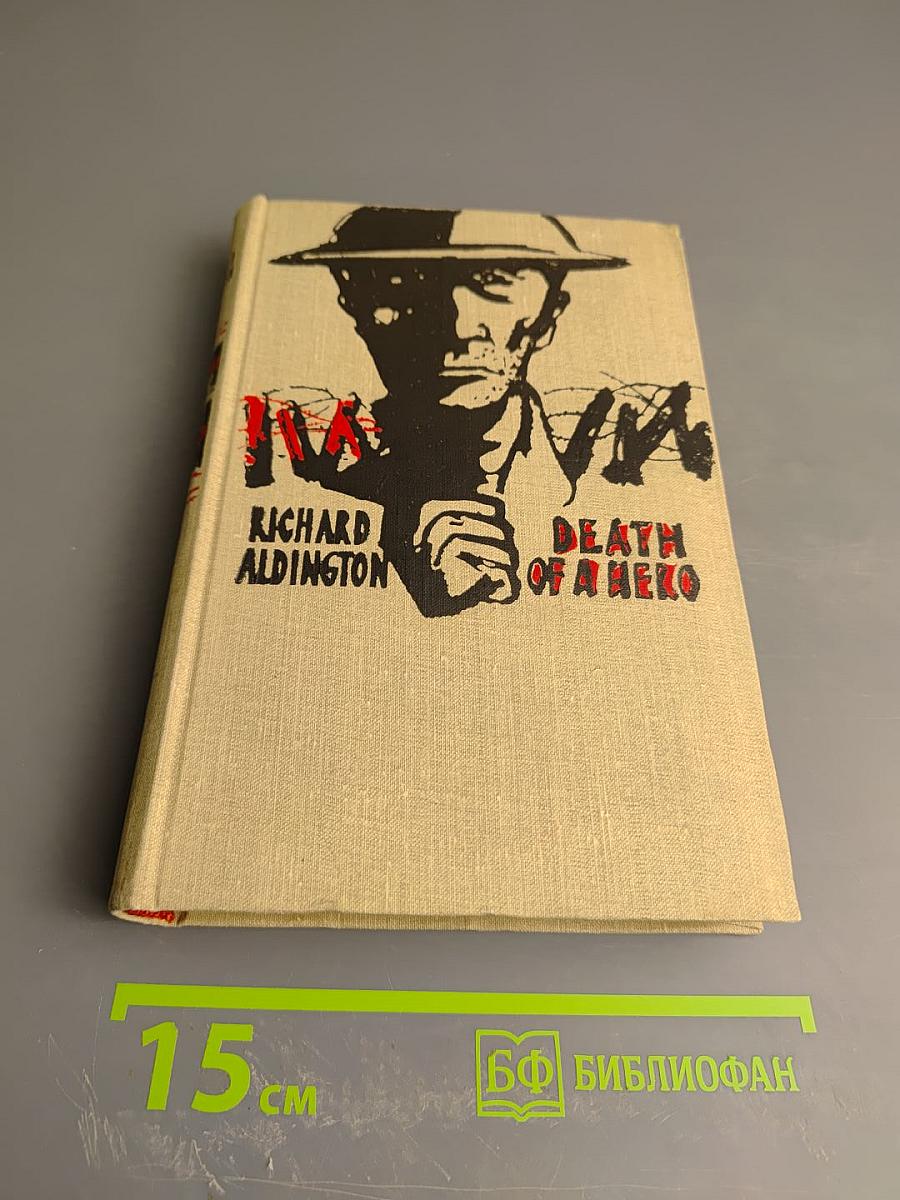 RICHARD
ALDINGTON
DEATH
OF A HERO
15 см
БФ БИБЛИОФАН